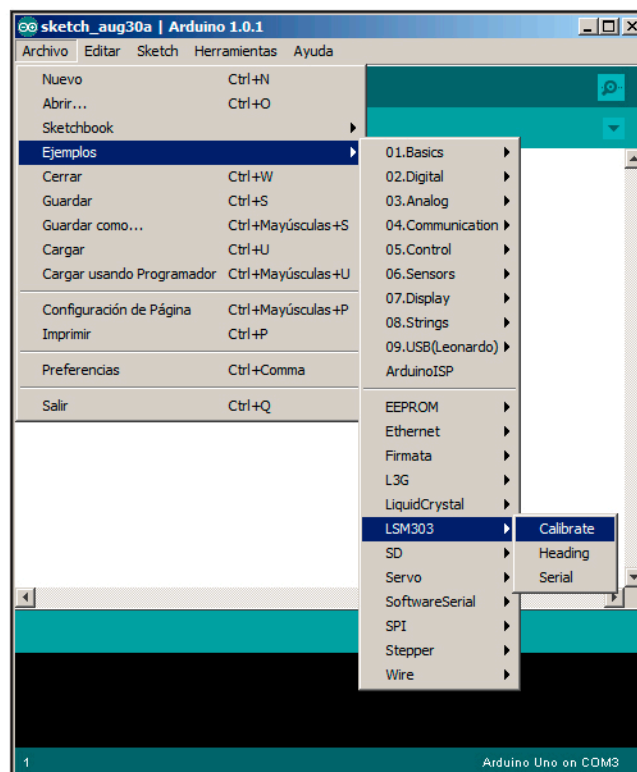 sketch_aug30a | Arduino 1.0.1
Archivo Editar Sketch Herramientas Ayuda
Nuevo Ctrl+N
Abrir... Ctrl+O
Sketchbook
Ejemplos
Cerrar Ctrl+W
Guardar Ctrl+S
Guardar como... Ctrl+Mayúsculas+S
Cargar Ctrl+U
Cargar usando Programador Ctrl+Mayúsculas+U
Configuración de Página Ctrl+Mayúsculas+P
Imprimir Ctrl+P
Preferencias Ctrl+Comma
Salir Ctrl+Q
01.Basics
02.Digital
03.Analog
04.Communication
05.Control
06.Sensors
07.Display
08.Strings
09.USB(Leonardo)
ArduinoISP
EEPROM
Ethernet
Firmata
L3G
LiquidCrystal
LSM303
SD
Servo
SoftwareSerial
SPI
Stepper
Wire
Calibrate
Heading
Serial
1 Arduino Uno on COM3